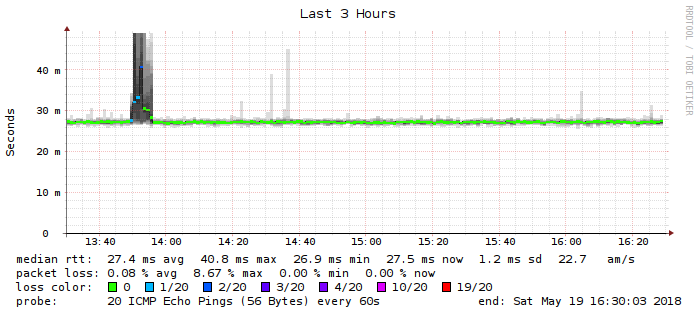 Last 3 Hours
RRDTOOL / TOBI OETIKER
Seconds
40 m
30 m
20 m
10 m
0
13:40 14:00 14:20 14:40 15:00 15:20 15:40 16:00 16:20
median rtt: 27.4 ms avg 40.8 ms max 26.9 ms min 27.5 ms now 1.2 ms sd 22.7 am/s
packet loss: 0.08 % avg 8.67 % max 0.00 % min 0.00 % now
loss color: 0 1/20 2/20 3/20 4/20 10/20 19/20
probe: 20 ICMP Echo Pings (56 Bytes) every 60s end: Sat May 19 16:30:03 2018